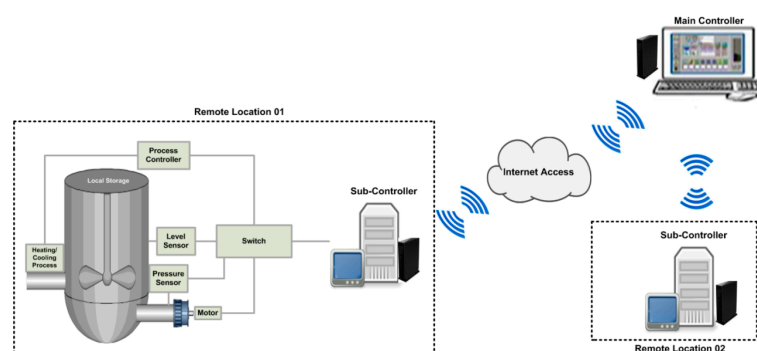 Main Controller
Remote Location 01
Process
Controller
Local Storage
Internet Access
Sub-Controller
Level
Sensor
Switch
Heating/
Cooling
Process
Pressure
Sensor
Motor
Sub-Controller
Remote Location 02